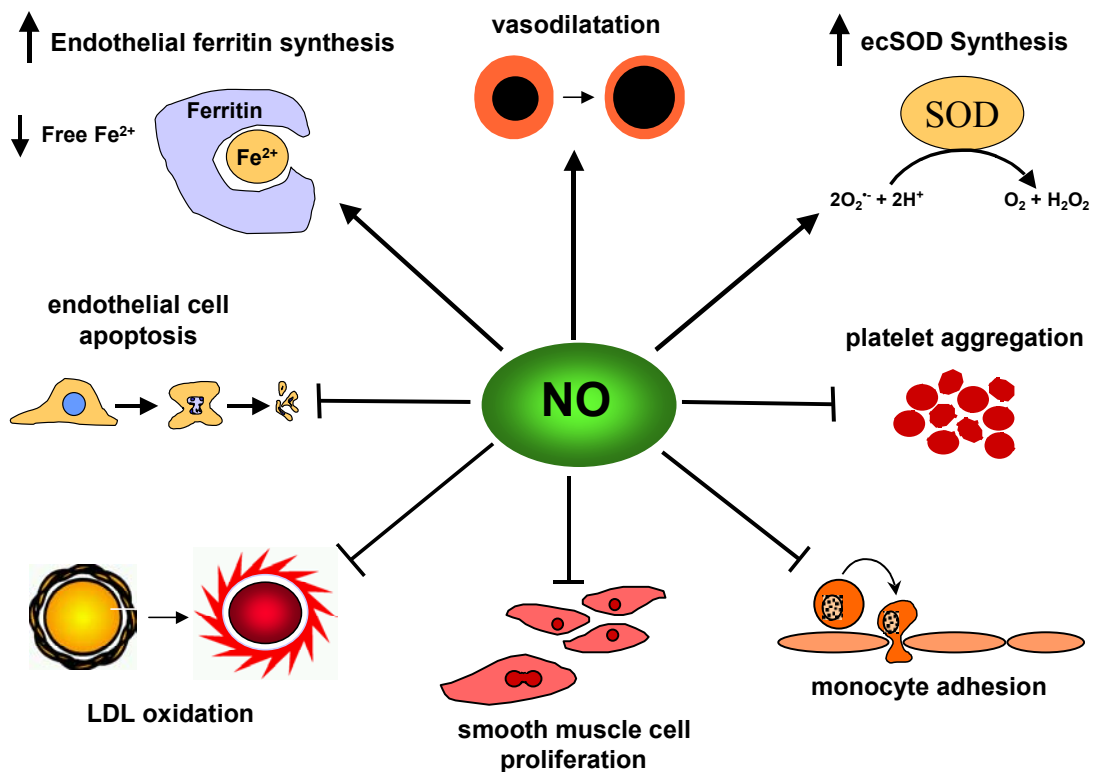 vasodilatation
Endothelial ferritin synthesis
ecSOD Synthesis
Ferritin
Free Fe²⁺
Fe²⁺
SOD
2O₂˙⁻ + 2H⁺
O₂ + H₂O₂
endothelial cell
apoptosis
platelet aggregation
NO
LDL oxidation
smooth muscle cell
proliferation
monocyte adhesion